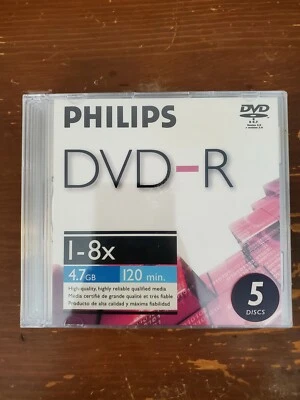 PHILIPS
DVD
R
DVD-R
1-8x
4.7GB 120 min.
High quality, highly reliable qualified media
Media certifié de grande qualité et très fiable
Producto de alta calidad y máxima fiabilidad
5
DISCS